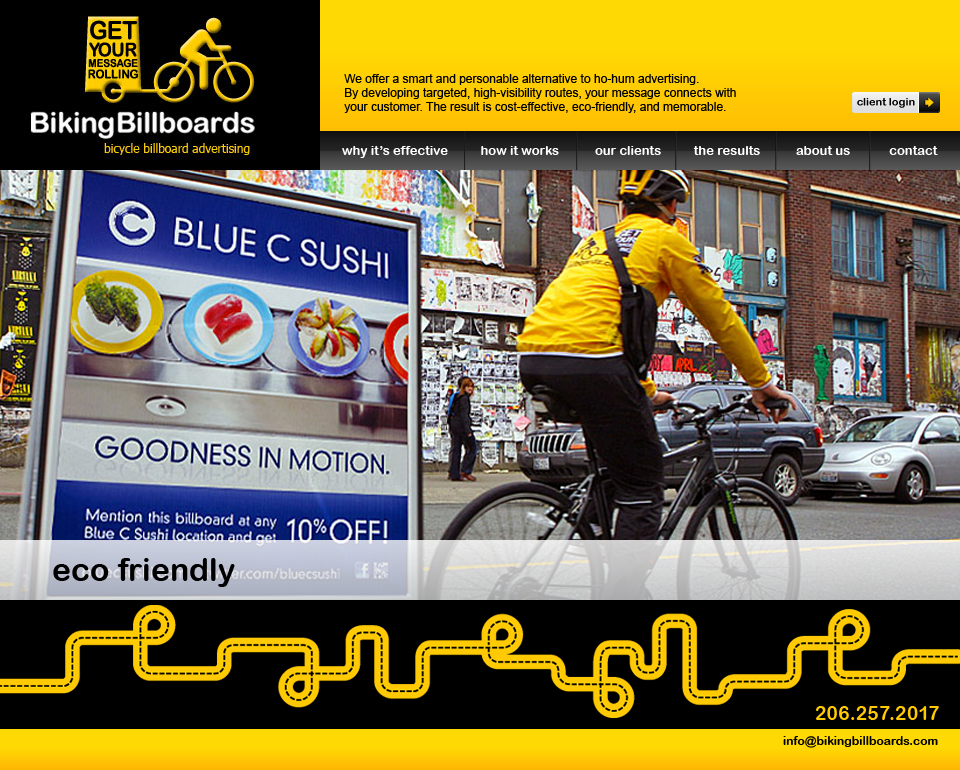 GET
YOUR
MESSAGE
ROLLING
BikingBillboards
bicycle billboard advertising
We offer a smart and personable alternative to ho-hum advertising.
By developing targeted, high-visibility routes, your message connects with
your customer. The result is cost-effective, eco-friendly, and memorable.
client login
why it's effective
how it works
our clients
the results
about us
contact
C BLUE C SUSHI
GOODNESS IN MOTION.
Mention this billboard at any
Blue C Sushi location and get 10% OFF!
.com/bluecsushi
GET
YOUR
NIRVANA
eco friendly
206.257.2017
info@bikingbillboards.com